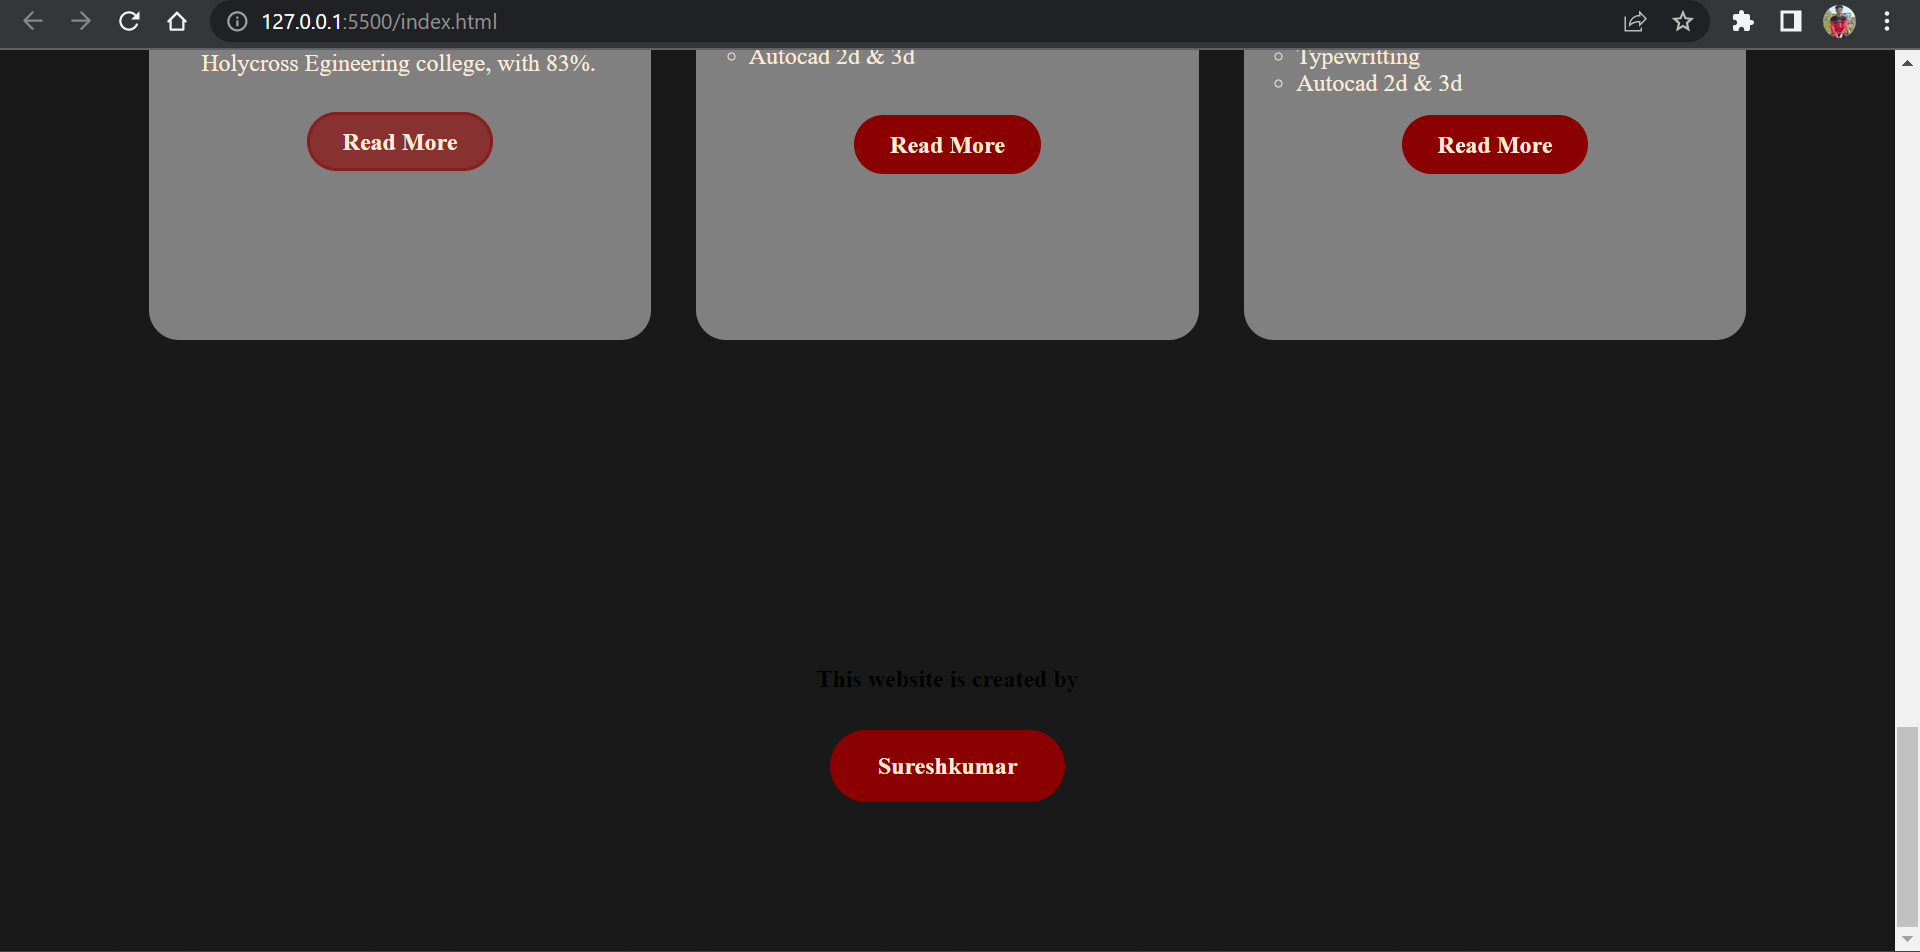 127.0.0.1:5500/index.html
Holycross Egineering college, with 83%.
Read More
Autocad 2d & 3d
Read More
Typewritting
Autocad 2d & 3d
Read More
This website is created by
Sureshkumar